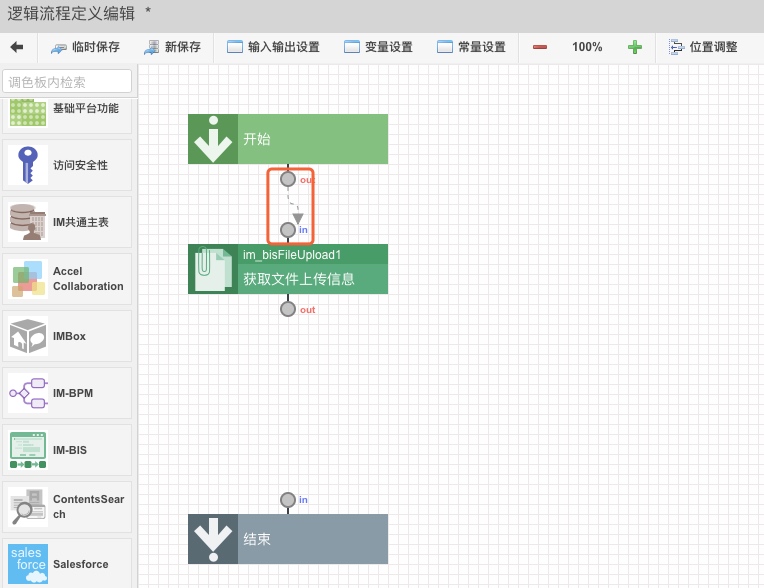 逻辑流程定义编辑 *
临时保存 新保存 输入输出设置 变量设置 常量设置 100% 位置调整
调色板内检索
基础平台功能
访问安全性
IM共通主表
Accel
Collaboration
IMBox
IM-BPM
IM-BIS
ContentsSear
ch
sales
force
Salesforce
开始
out
in
im_bisFileUpload1
获取文件上传信息
out
in
结束